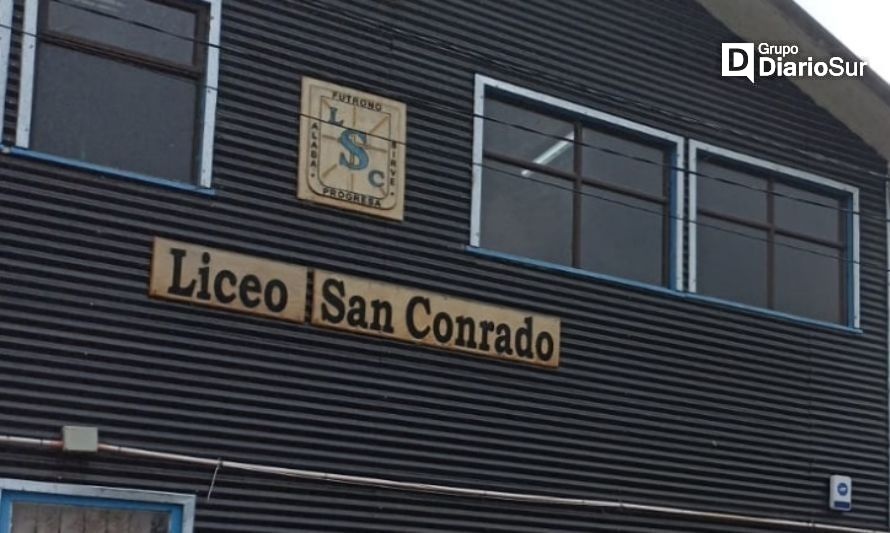 Grupo
DiarioSur
FUTRONO
L
S
C
ALABA
SIRVE
PROGRESA
Liceo San Conrado